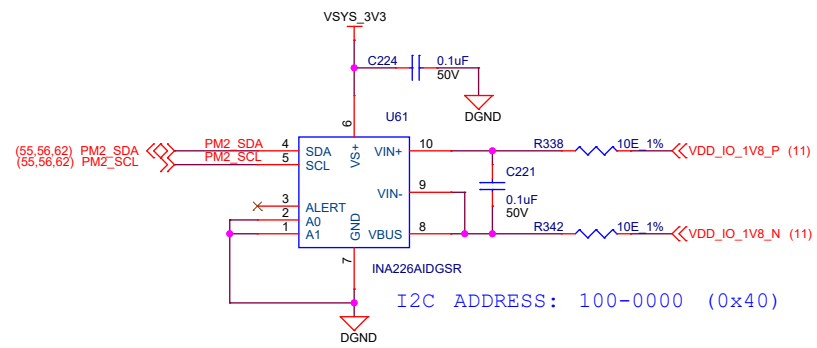 VSYS_3V3
C224 0.1uF
50V
DGND
U61
6
VS+
(55,56,62) PM2_SDA PM2_SDA 4 SDA VIN+ 10 R338 10E_1% VDD_IO_1V8_P (11)
(55,56,62) PM2_SCL PM2_SCL 5 SCL
C221
0.1uF
50V
VIN- 9
3 ALERT
2 A0
1 A1
GND
7
VBUS 8 R342 10E_1% VDD_IO_1V8_N (11)
INA226AIDGSR
I2C ADDRESS: 100-0000 (0x40)
DGND